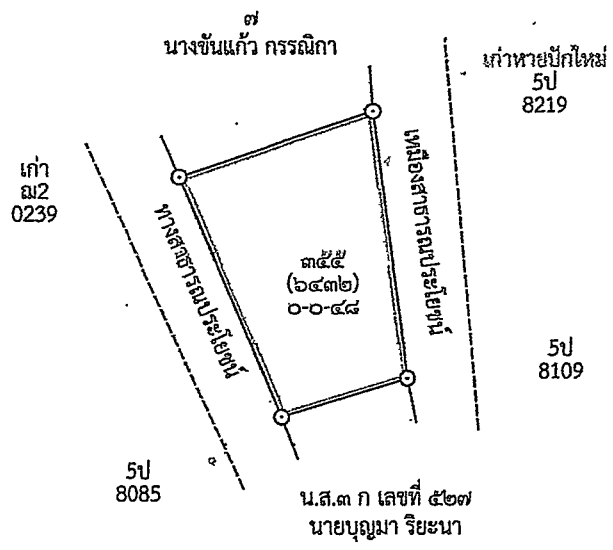 ๗
นางขันแก้ว กรรณิกา
เก่าหายปักใหม่
5ป
8219
เก่า
ฌ2
0239
ทางสาธารณประโยชน์
เหมืองสาธารณประโยชน์
๓๕๕
(๖๔๓๒)
๐-๐-๔๘
5ป
8109
5ป
8085
น.ส.๓ ก เลขที่ ๕๒๗
นายบุญมา ริยะนา